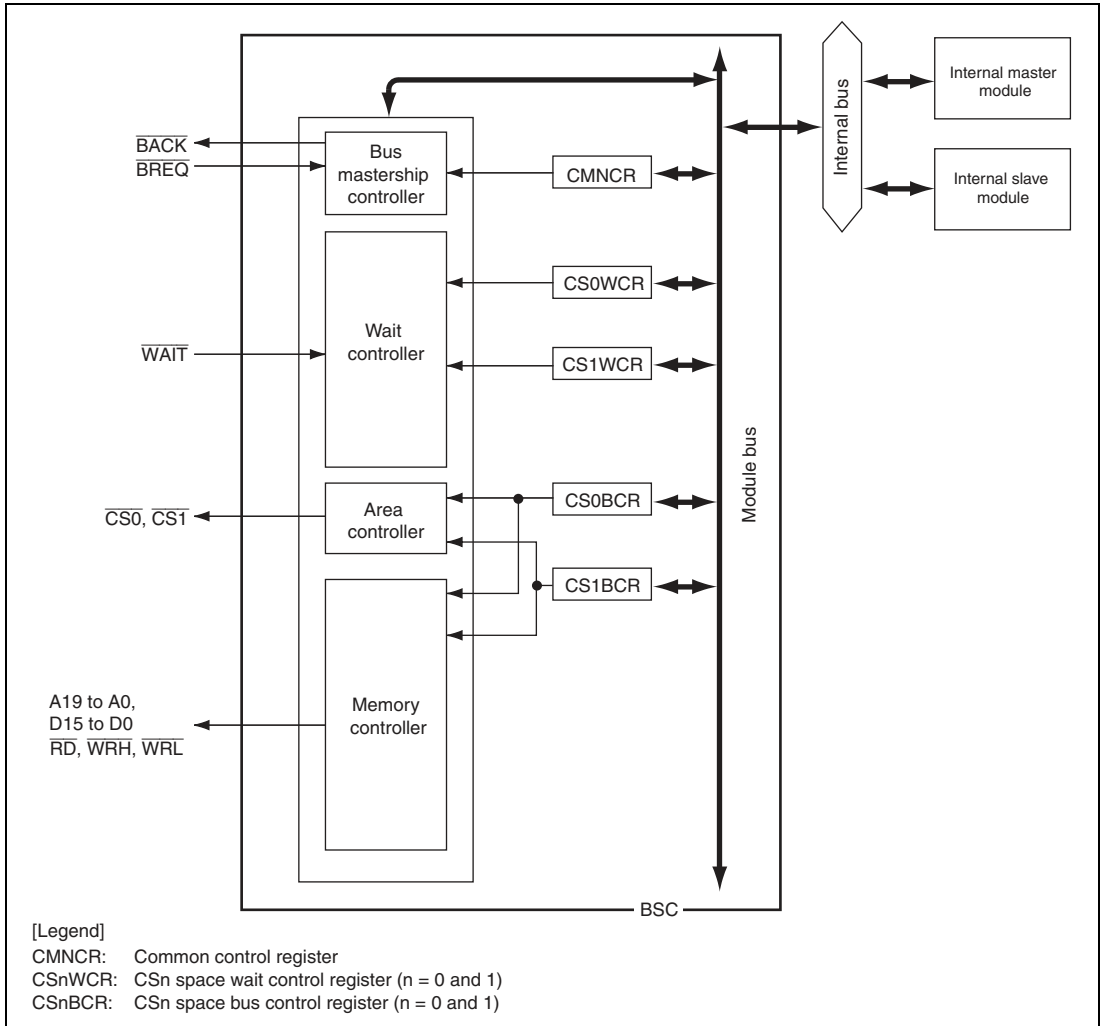 BACK
BREQ
Bus
mastership
controller
CMNCR
Internal bus
Internal master
module
Internal slave
module
WAIT
Wait
controller
CS0WCR
CS1WCR
Module bus
CS0, CS1
Area
controller
CS0BCR
CS1BCR
A19 to A0,
D15 to D0
RD, WRH, WRL
Memory
controller
BSC
[Legend]
CMNCR: Common control register
CSnWCR: CSn space wait control register (n = 0 and 1)
CSnBCR: CSn space bus control register (n = 0 and 1)